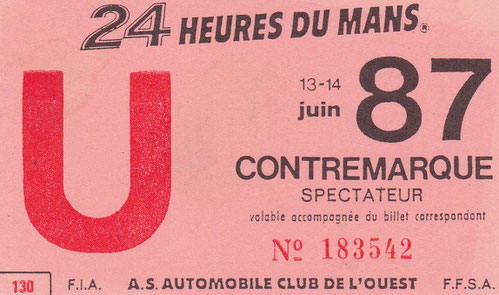 24 HEURES DU MANS®
U
13-14
juin 87
CONTREMARQUE
SPECTATEUR
valable accompagnée du billet correspondant
Nº 183542
130 F.I.A. A.S. AUTOMOBILE CLUB DE L'OUEST F.F.S.A.